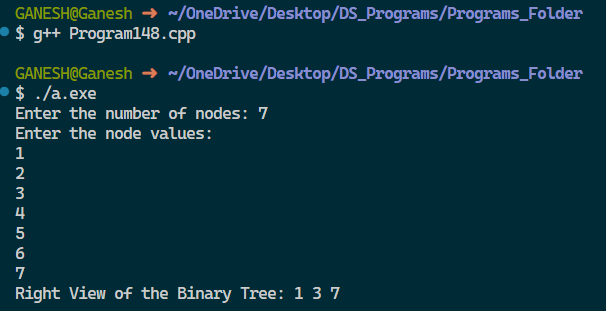 GANESH@Ganesh ➜ ~/OneDrive/Desktop/DS_Programs/Programs_Folder
$ g++ Program148.cpp
GANESH@Ganesh ➜ ~/OneDrive/Desktop/DS_Programs/Programs_Folder
$ ./a.exe
Enter the number of nodes: 7
Enter the node values:
1
2
3
4
5
6
7
Right View of the Binary Tree: 1 3 7